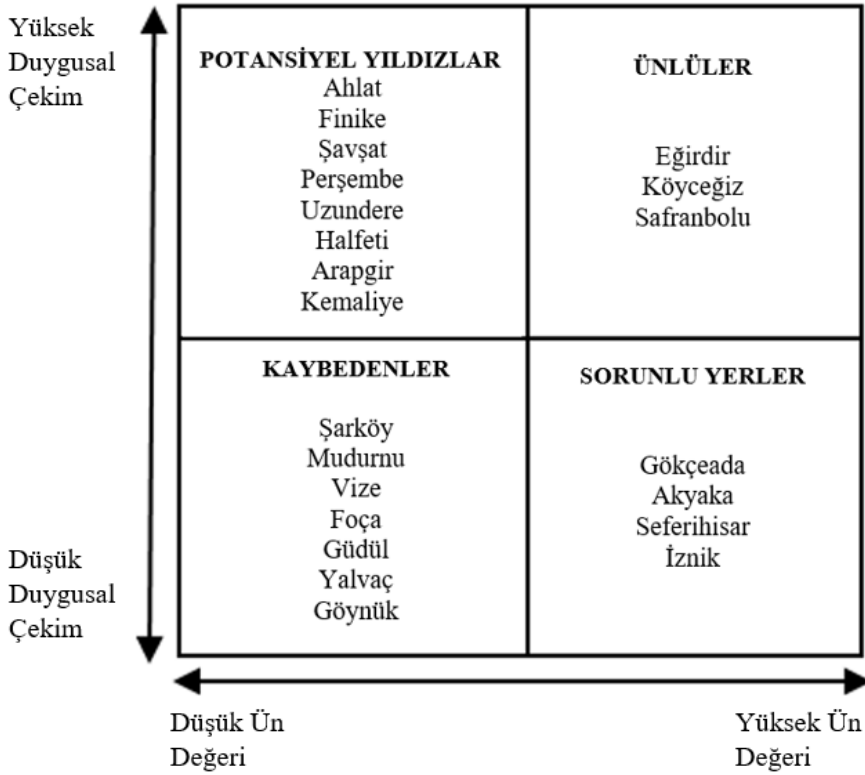 Yüksek
Duygusal
Çekim
POTANSİYEL YILDIZLAR
Ahlat
Finike
Şavşat
Perşembe
Uzundere
Halfeti
Arapgir
Kemaliye
ÜNLÜLER
Eğirdir
Köyceğiz
Safranbolu
KAYBEDENLER
Şarköy
Mudurnu
Vize
Foça
Güdül
Yalvaç
Göynük
SORUNLU YERLER
Gökçeada
Akyaka
Seferihisar
İznik
Düşük
Duygusal
Çekim
Düşük Ün
Değeri
Yüksek Ün
Değeri